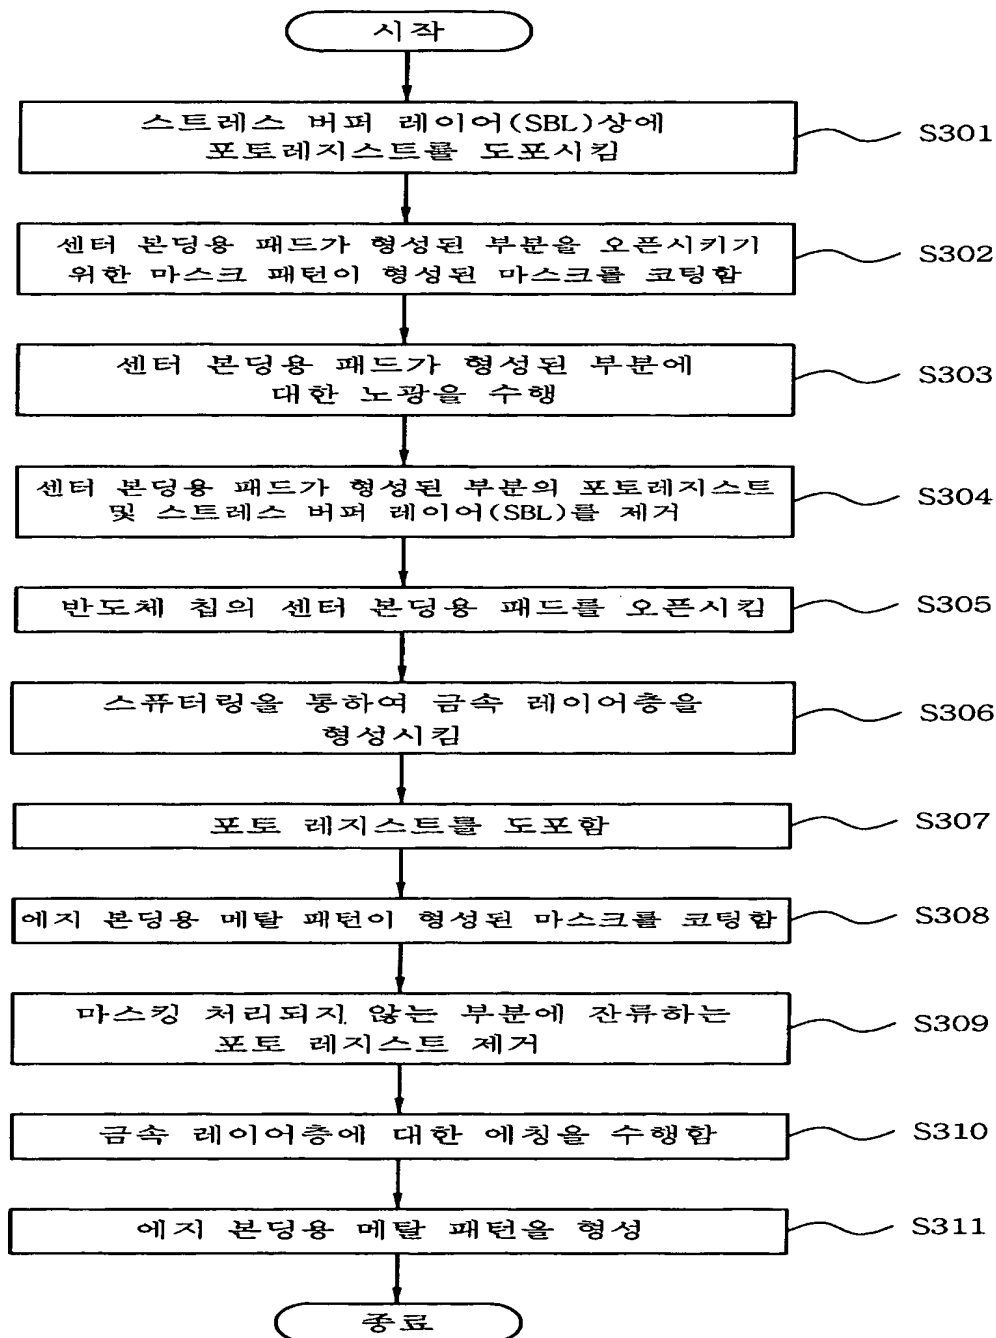 시작
스트레스 버퍼 레이어(SBL)상에
포토레지스트를 도포시킴
S301
센터 본딩용 패드가 형성된 부분을 오픈시키기
위한 마스크 패턴이 형성된 마스크를 코팅함
S302
센터 본딩용 패드가 형성된 부분에
대한 노광을 수행
S303
센터 본딩용 패드가 형성된 부분의 포토레지스트
및 스트레스 버퍼 레이어(SBL)를 제거
S304
반도체 칩의 센터 본딩용 패드를 오픈시킴
S305
스퓨터링을 통하여 금속 레이어층을
형성시킴
S306
포토 레지스트를 도포함
S307
에지 본딩용 메탈 패턴이 형성된 마스크를 코팅함
S308
마스킹 처리되지 않는 부분에 잔류하는
포토 레지스트 제거
S309
금속 레이어층에 대한 에칭을 수행함
S310
에지 본딩용 메탈 패턴을 형성
S311
종료